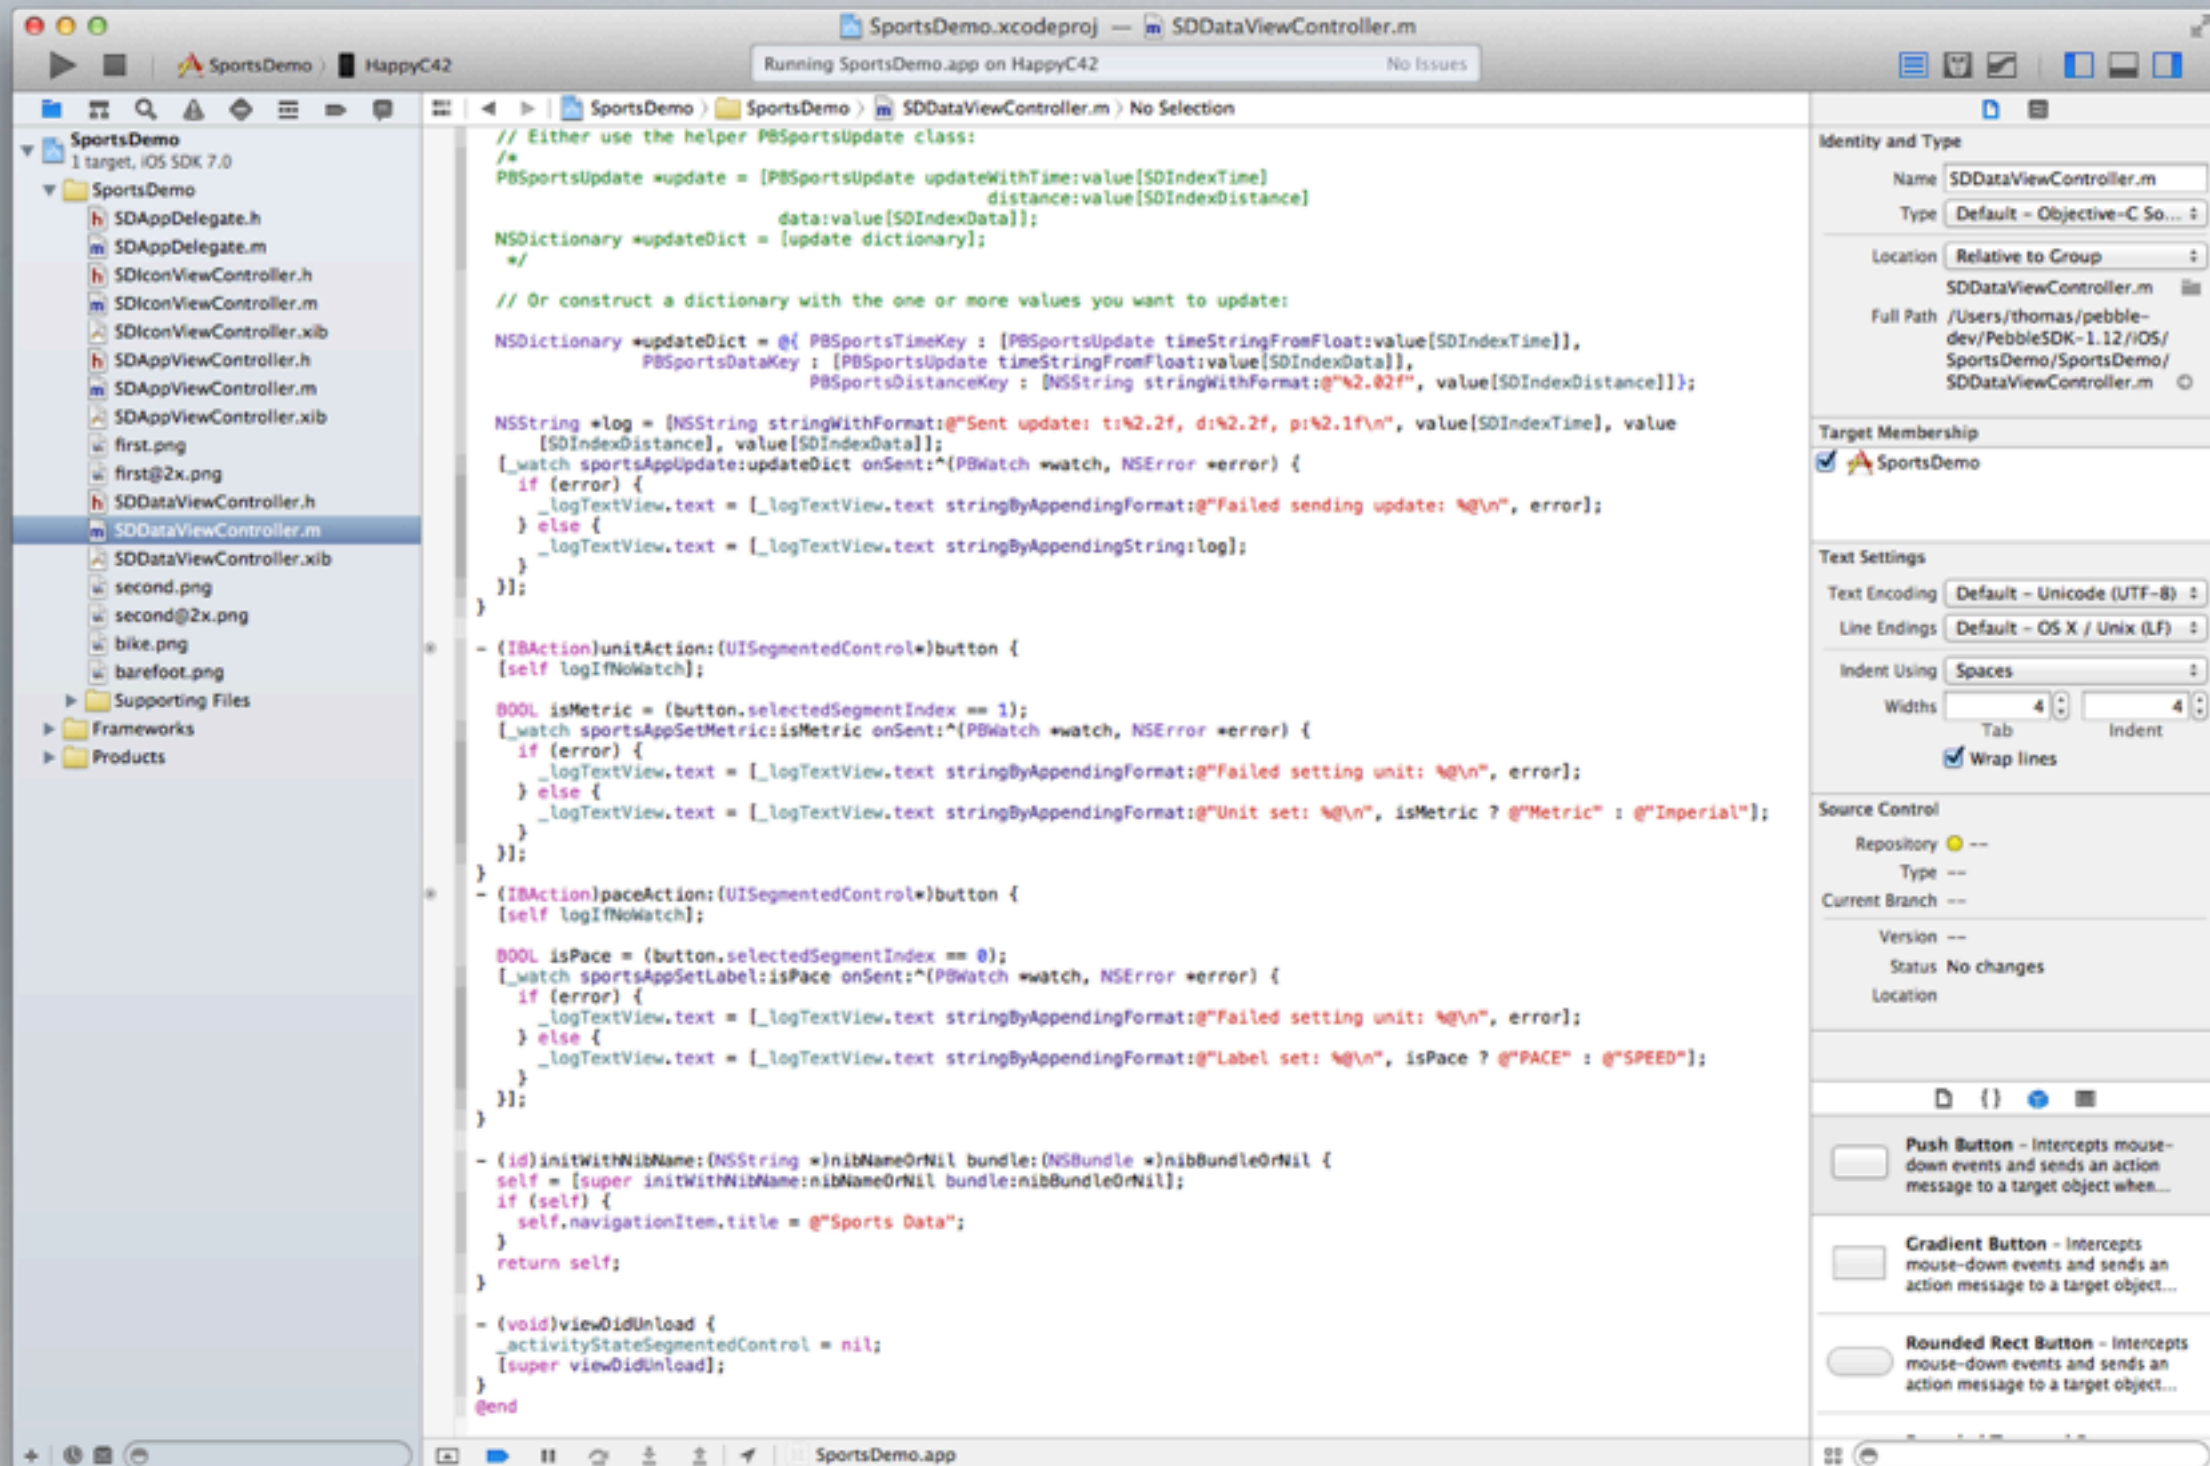 SportsDemo.xcodeproj — SDDataViewController.m
SportsDemo HappyC42
Running SportsDemo.app on HappyC42 No Issues
SportsDemo SportsDemo SDDataViewController.m No Selection
SportsDemo
1 target, iOS SDK 7.0
SportsDemo
SDAppDelegate.h
SDAppDelegate.m
SDIconViewController.h
SDIconViewController.m
SDIconViewController.xib
SDAppViewController.h
SDAppViewController.m
SDAppViewController.xib
first.png
first@2x.png
SDDataViewController.h
SDDataViewController.m
SDDataViewController.xib
second.png
second@2x.png
bike.png
barefoot.png
Supporting Files
Frameworks
Products
// Either use the helper PBSportsUpdate class:
/*
PBSportsUpdate *update = [PBSportsUpdate updateWithTime:value[SDIndexTime]
distance:value[SDIndexDistance]
data:value[SDIndexData]];
NSDictionary *updateDict = [update dictionary];
*/
// Or construct a dictionary with the one or more values you want to update:
NSDictionary *updateDict = @{ PBSportsTimeKey : [PBSportsUpdate timeStringFromFloat:value[SDIndexTime]],
PBSportsDataKey : [PBSportsUpdate timeStringFromFloat:value[SDIndexData]],
PBSportsDistanceKey : [NSString stringWithFormat:@"%2.02f", value[SDIndexDistance]]};
NSString *log = [NSString stringWithFormat:@"Sent update: t:%2.2f, d:%2.2f, p:%2.1f\n", value[SDIndexTime], value
[SDIndexDistance], value[SDIndexData]];
[_watch sportsAppUpdate:updateDict onSent:^(PBWatch *watch, NSError *error) {
if (error) {
_logTextView.text = [_logTextView.text stringByAppendingFormat:@"Failed sending update: %@\n", error];
} else {
_logTextView.text = [_logTextView.text stringByAppendingString:log];
}
}];
}
- (IBAction)unitAction:(UISegmentedControl*)button {
[self logIfNoWatch];
BOOL isMetric = (button.selectedSegmentIndex == 1);
[_watch sportsAppSetMetric:isMetric onSent:^(PBWatch *watch, NSError *error) {
if (error) {
_logTextView.text = [_logTextView.text stringByAppendingFormat:@"Failed setting unit: %@\n", error];
} else {
_logTextView.text = [_logTextView.text stringByAppendingFormat:@"Unit set: %@\n", isMetric ? @"Metric" : @"Imperial"];
}
}];
}
- (IBAction)paceAction:(UISegmentedControl*)button {
[self logIfNoWatch];
BOOL isPace = (button.selectedSegmentIndex == 0);
[_watch sportsAppSetLabel:isPace onSent:^(PBWatch *watch, NSError *error) {
if (error) {
_logTextView.text = [_logTextView.text stringByAppendingFormat:@"Failed setting unit: %@\n", error];
} else {
_logTextView.text = [_logTextView.text stringByAppendingFormat:@"Label set: %@\n", isPace ? @"PACE" : @"SPEED"];
}
}];
}
- (id)initWithNibName:(NSString *)nibNameOrNil bundle:(NSBundle *)nibBundleOrNil {
self = [super initWithNibName:nibNameOrNil bundle:nibBundleOrNil];
if (self) {
self.navigationItem.title = @"Sports Data";
}
return self;
}
- (void)viewDidUnload {
_activityStateSegmentedControl = nil;
[super viewDidUnload];
}
@end
SportsDemo.app
Identity and Type
Name SDDataViewController.m
Type Default - Objective-C So...
Location Relative to Group
SDDataViewController.m
Full Path /Users/thomas/pebble-
dev/PebbleSDK-1.12/iOS/
SportsDemo/SportsDemo/
SDDataViewController.m
Target Membership
SportsDemo
Text Settings
Text Encoding Default - Unicode (UTF-8)
Line Endings Default - OS X / Unix (LF)
Indent Using Spaces
Widths 4 4
Tab Indent
Wrap lines
Source Control
Repository --
Type --
Current Branch --
Version --
Status No changes
Location
{}
Push Button - Intercepts mouse-
down events and sends an action
message to a target object when...
Gradient Button - Intercepts
mouse-down events and sends an
action message to a target object...
Rounded Rect Button - Intercepts
mouse-down events and sends an
action message to a target object...